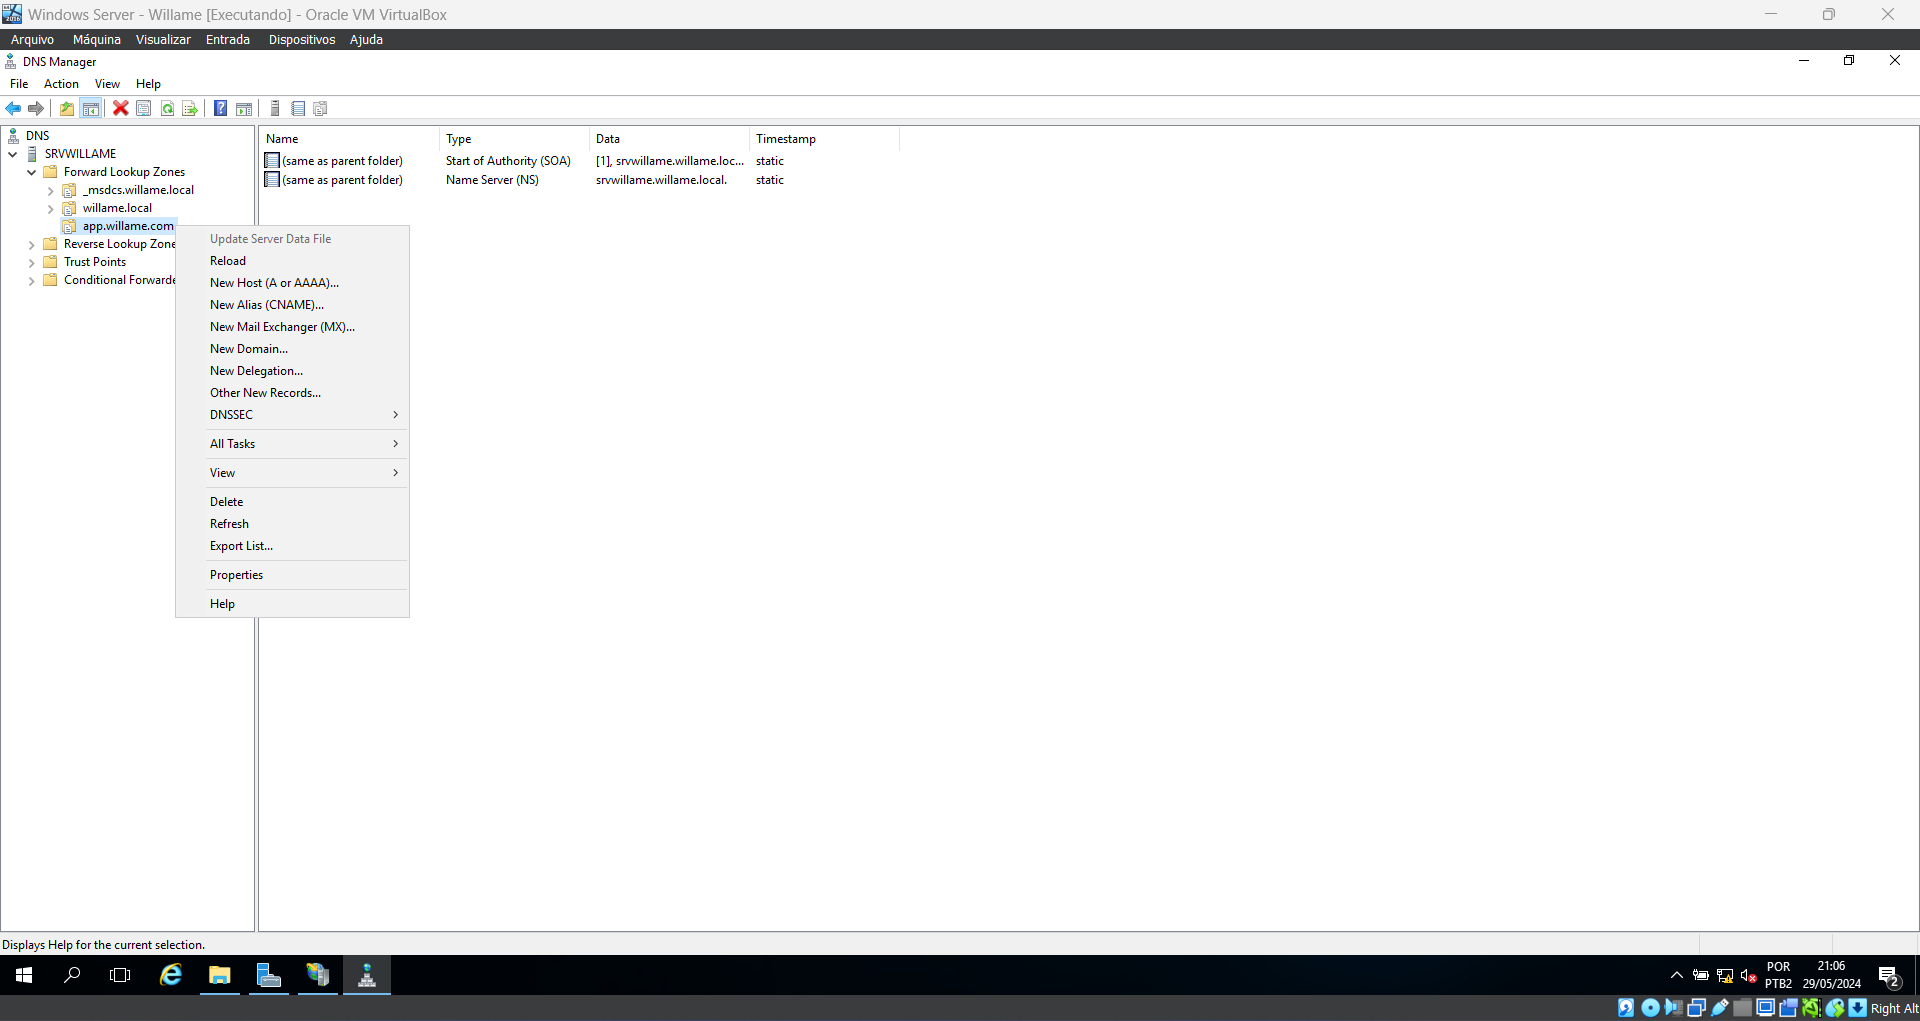 Windows Server - Willame [Executando] - Oracle VM VirtualBox
Arquivo Máquina Visualizar Entrada Dispositivos Ajuda
DNS Manager
File Action View Help
DNS
SRVWILLAME
Forward Lookup Zones
_msdcs.willame.local
willame.local
app.willame.com
Reverse Lookup Zone
Trust Points
Conditional Forwarde
Name Type Data Timestamp
(same as parent folder) Start of Authority (SOA) [1], srvwillame.willame.loc... static
(same as parent folder) Name Server (NS) srvwillame.willame.local. static
Update Server Data File
Reload
New Host (A or AAAA)...
New Alias (CNAME)...
New Mail Exchanger (MX)...
New Domain...
New Delegation...
Other New Records...
DNSSEC
All Tasks
View
Delete
Refresh
Export List...
Properties
Help
Displays Help for the current selection.
POR
PTB2
21:06
29/05/2024
2
Right Alt